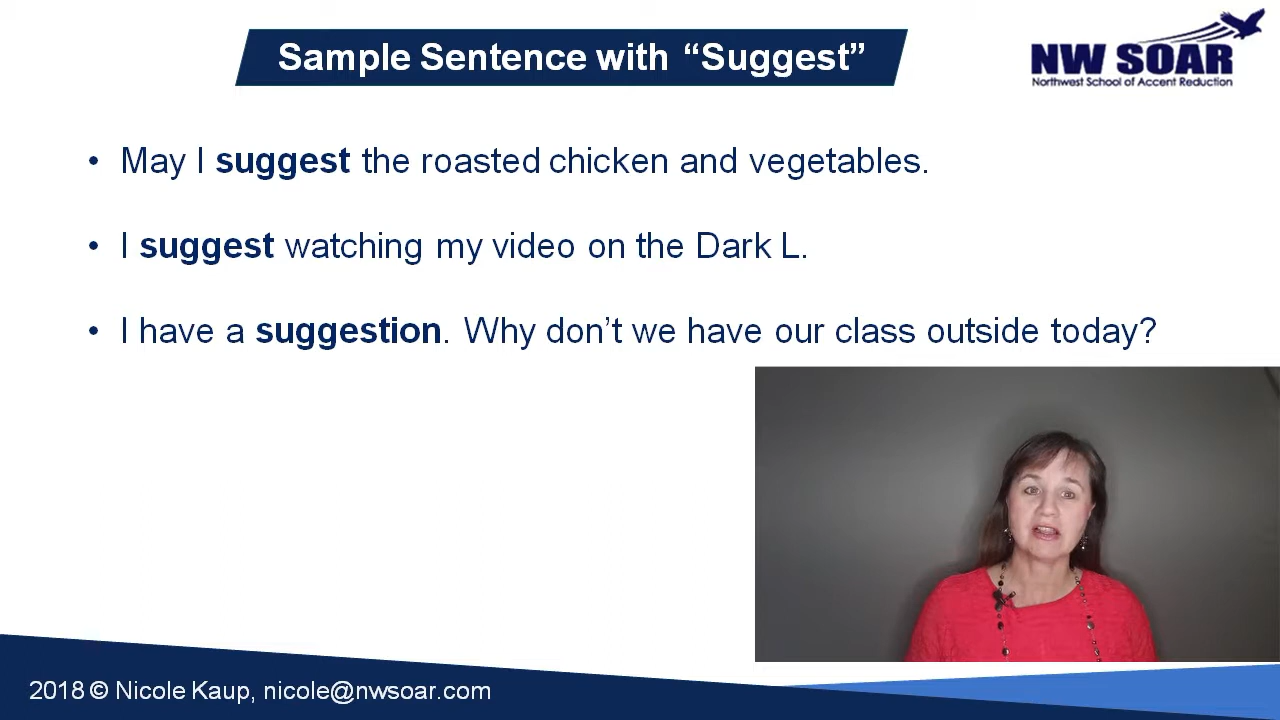 Sample Sentence with “Suggest”
NW SOAR
Northwest School of Accent Reduction
• May I suggest the roasted chicken and vegetables.
• I suggest watching my video on the Dark L.
• I have a suggestion. Why don’t we have our class outside today?
2018 © Nicole Kaup, nicole@nwsoar.com